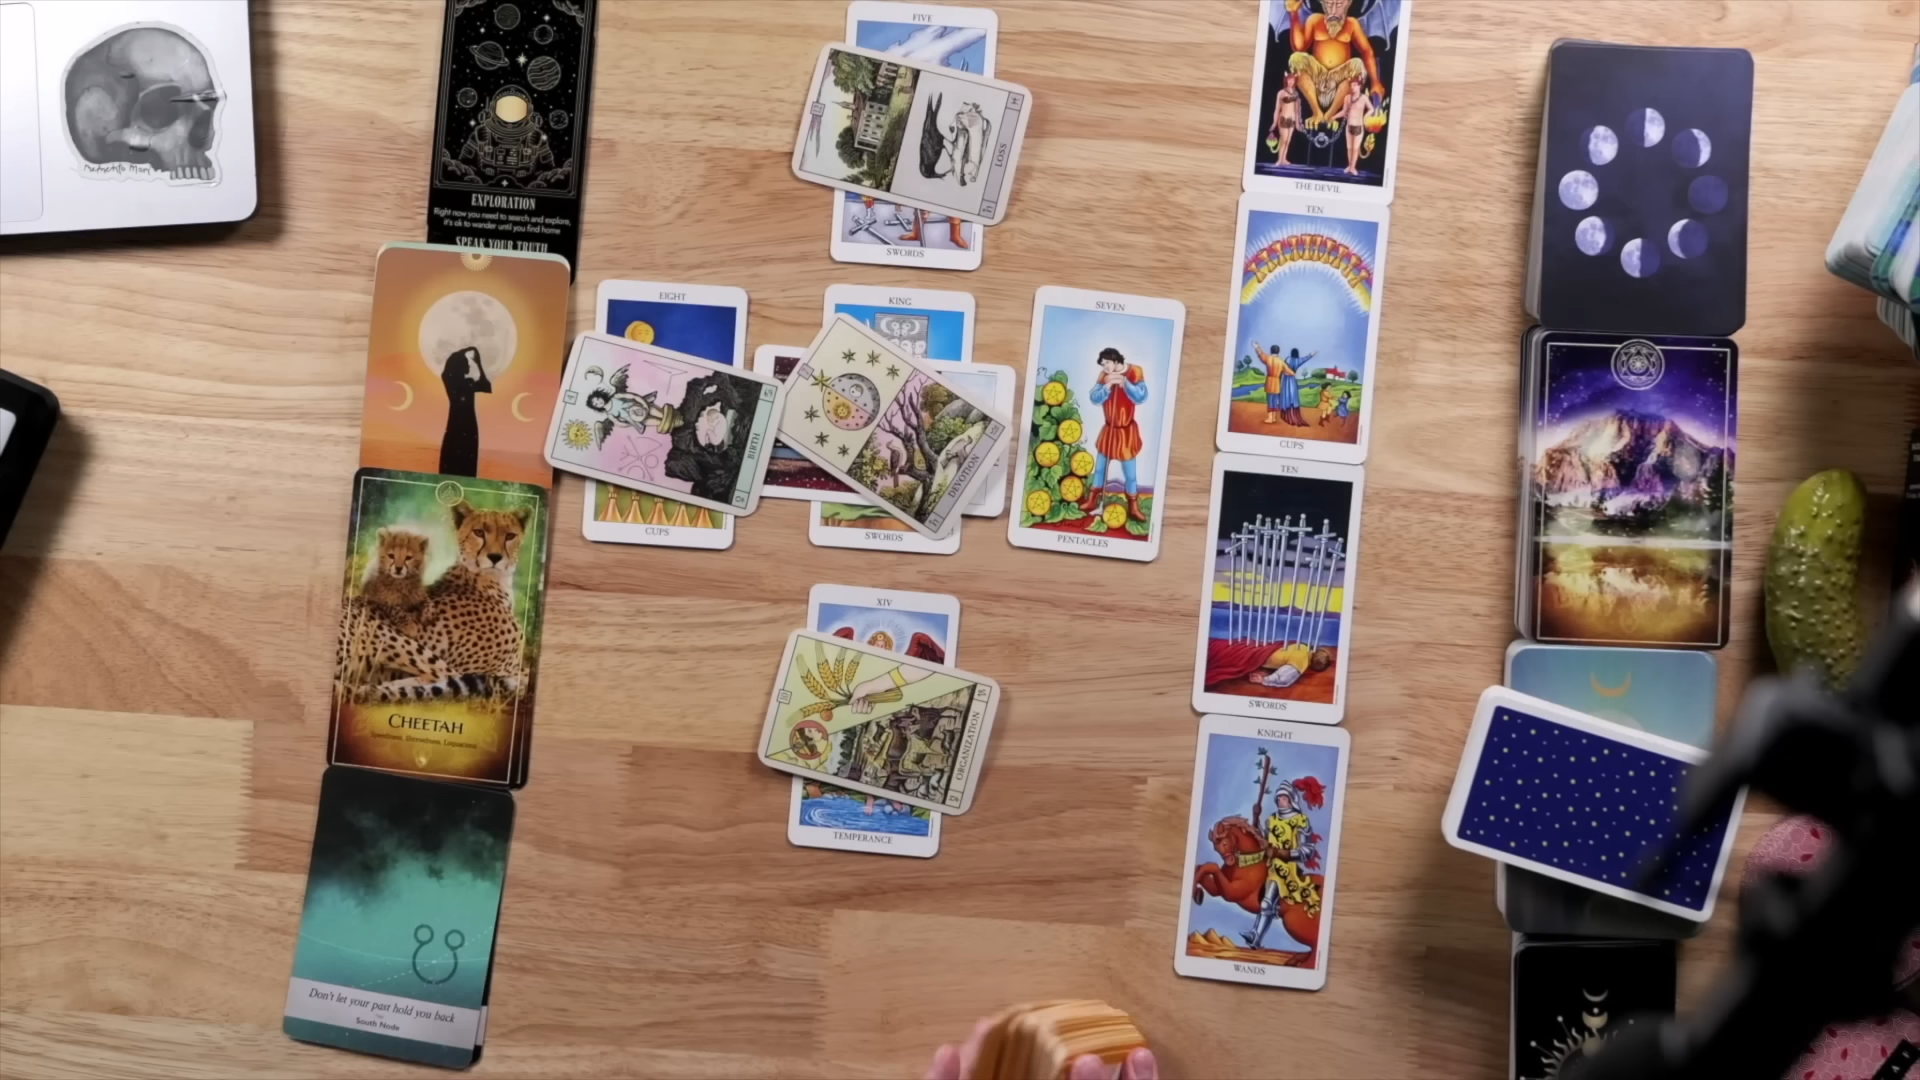 Memento Mori
EXPLORATION
Right now you need to search and explore,
it's ok to wander until you find home
SPEAK YOUR TRUTH
CHEETAH
Don't let your past hold you back
South Node
FIVE
LOSS
SWORDS
EIGHT
BIRTH
CUPS
KING
DEVOTION
SWORDS
SEVEN
PENTACLES
XIV
ORGANIZATION
TEMPERANCE
THE DEVIL
TEN
CUPS
TEN
SWORDS
KNIGHT
WANDS